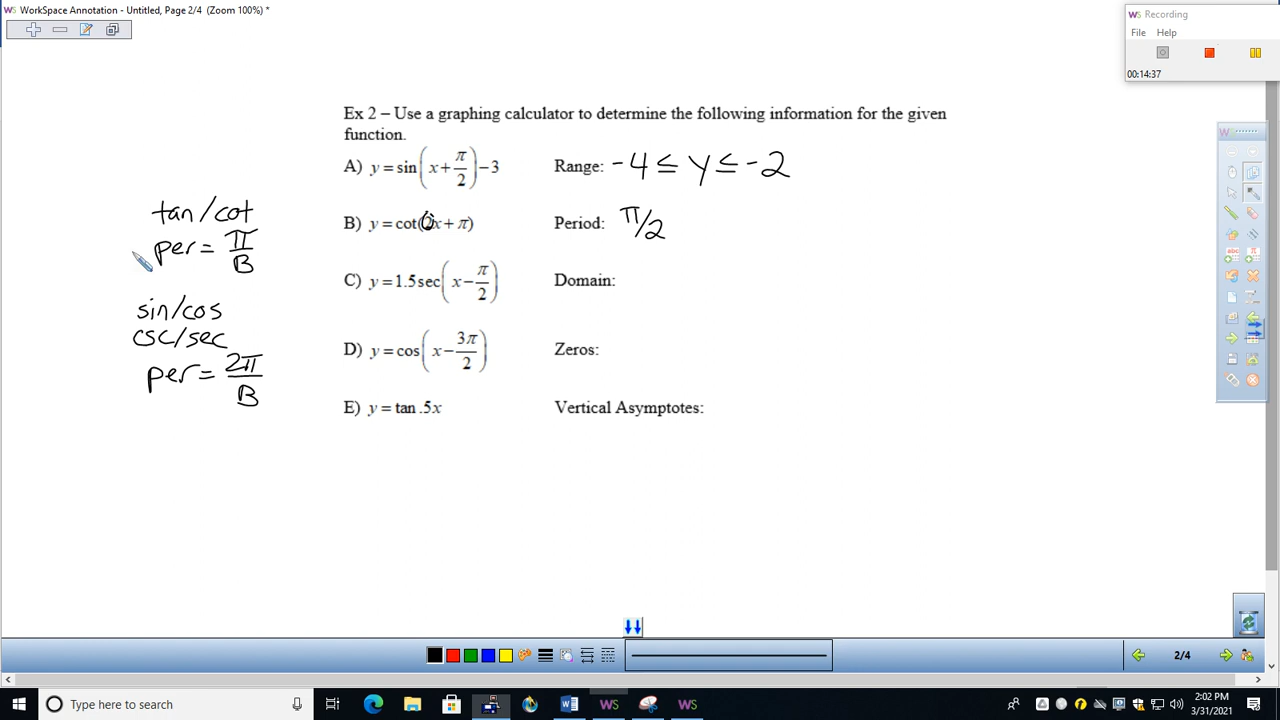 WorkSpace Annotation - Untitled, Page 2/4 (Zoom 100%) *
Recording
File Help
00:14:37
Ex 2 – Use a graphing calculator to determine the following information for the given
function.
A) y = sin(x + π/2) − 3 Range: -4 ≤ y ≤ -2
B) y = cot(2x + π) Period: π/2
C) y = 1.5sec(x − π/2) Domain:
D) y = cos(x − 3π/2) Zeros:
E) y = tan .5x Vertical Asymptotes:
tan/cot
per = π/B
sin/cos
csc/sec
per = 2π/B
2/4
Type here to search
2:02 PM
3/31/2021